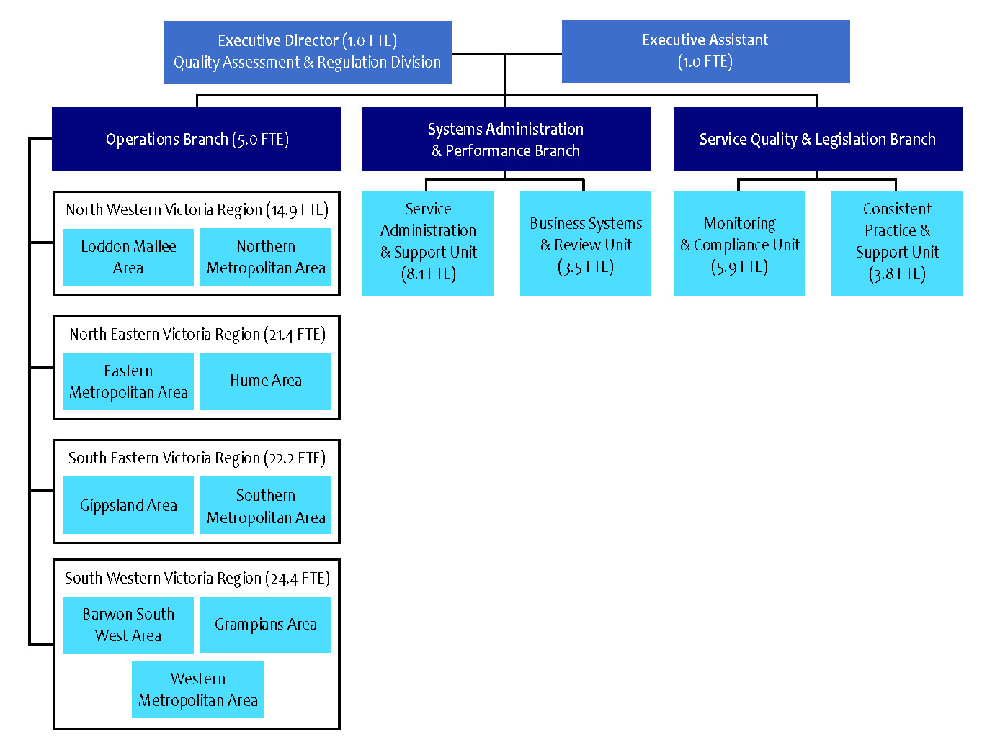 Executive Director (1.0 FTE)
Quality Assessment & Regulation Division
Executive Assistant
(1.0 FTE)
Operations Branch (5.0 FTE)
Systems Administration
& Performance Branch
Service Quality & Legislation Branch
North Western Victoria Region (14.9 FTE)
Loddon Mallee
Area
Northern
Metropolitan Area
Service
Administration
& Support Unit
(8.1 FTE)
Business Systems
& Review Unit
(3.5 FTE)
Monitoring
& Compliance Unit
(5.9 FTE)
Consistent
Practice &
Support Unit
(3.8 FTE)
North Eastern Victoria Region (21.4 FTE)
Eastern
Metropolitan Area
Hume Area
South Eastern Victoria Region (22.2 FTE)
Gippsland Area
Southern
Metropolitan Area
South Western Victoria Region (24.4 FTE)
Barwon South
West Area
Grampians Area
Western
Metropolitan Area